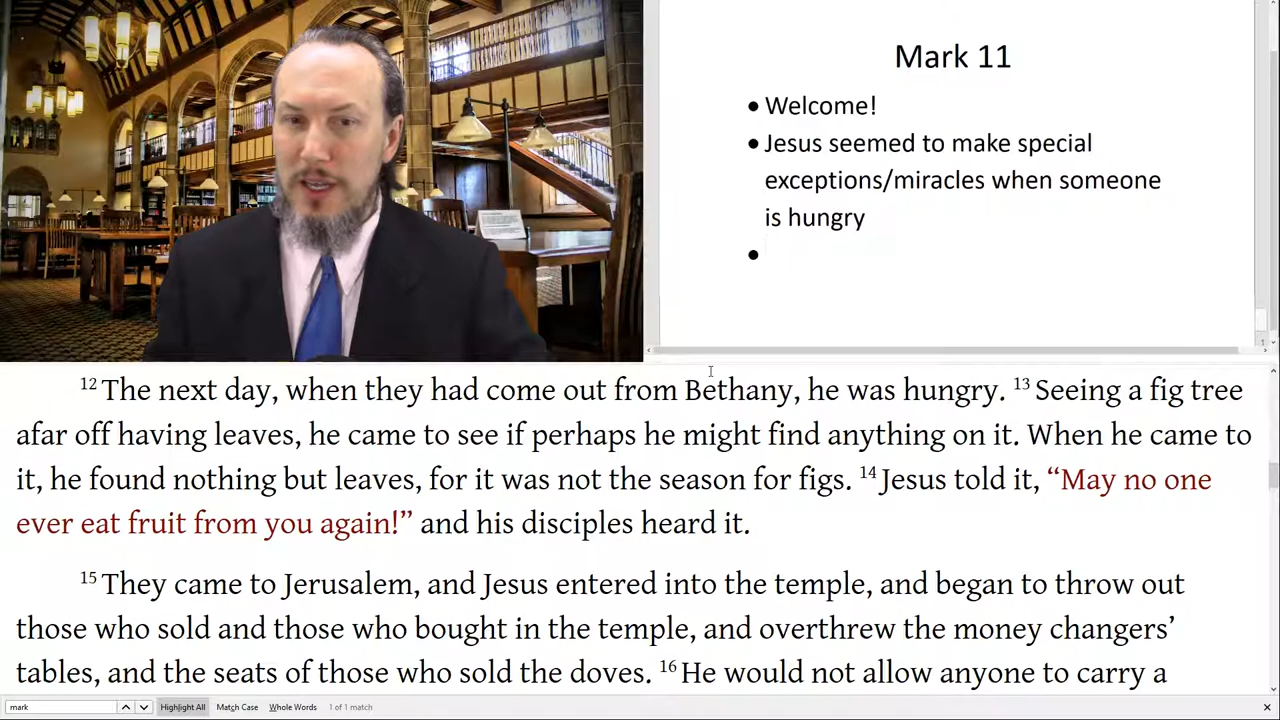 Mark 11
• Welcome!
• Jesus seemed to make special
exceptions/miracles when someone
is hungry
•
12 The next day, when they had come out from Bethany, he was hungry. 13 Seeing a fig tree
afar off having leaves, he came to see if perhaps he might find anything on it. When he came to
it, he found nothing but leaves, for it was not the season for figs. 14 Jesus told it, “May no one
ever eat fruit from you again!” and his disciples heard it.
15 They came to Jerusalem, and Jesus entered into the temple, and began to throw out
those who sold and those who bought in the temple, and overthrew the money changers’
tables, and the seats of those who sold the doves. 16 He would not allow anyone to carry a
mark Highlight All Match Case Whole Words 1 of 1 match